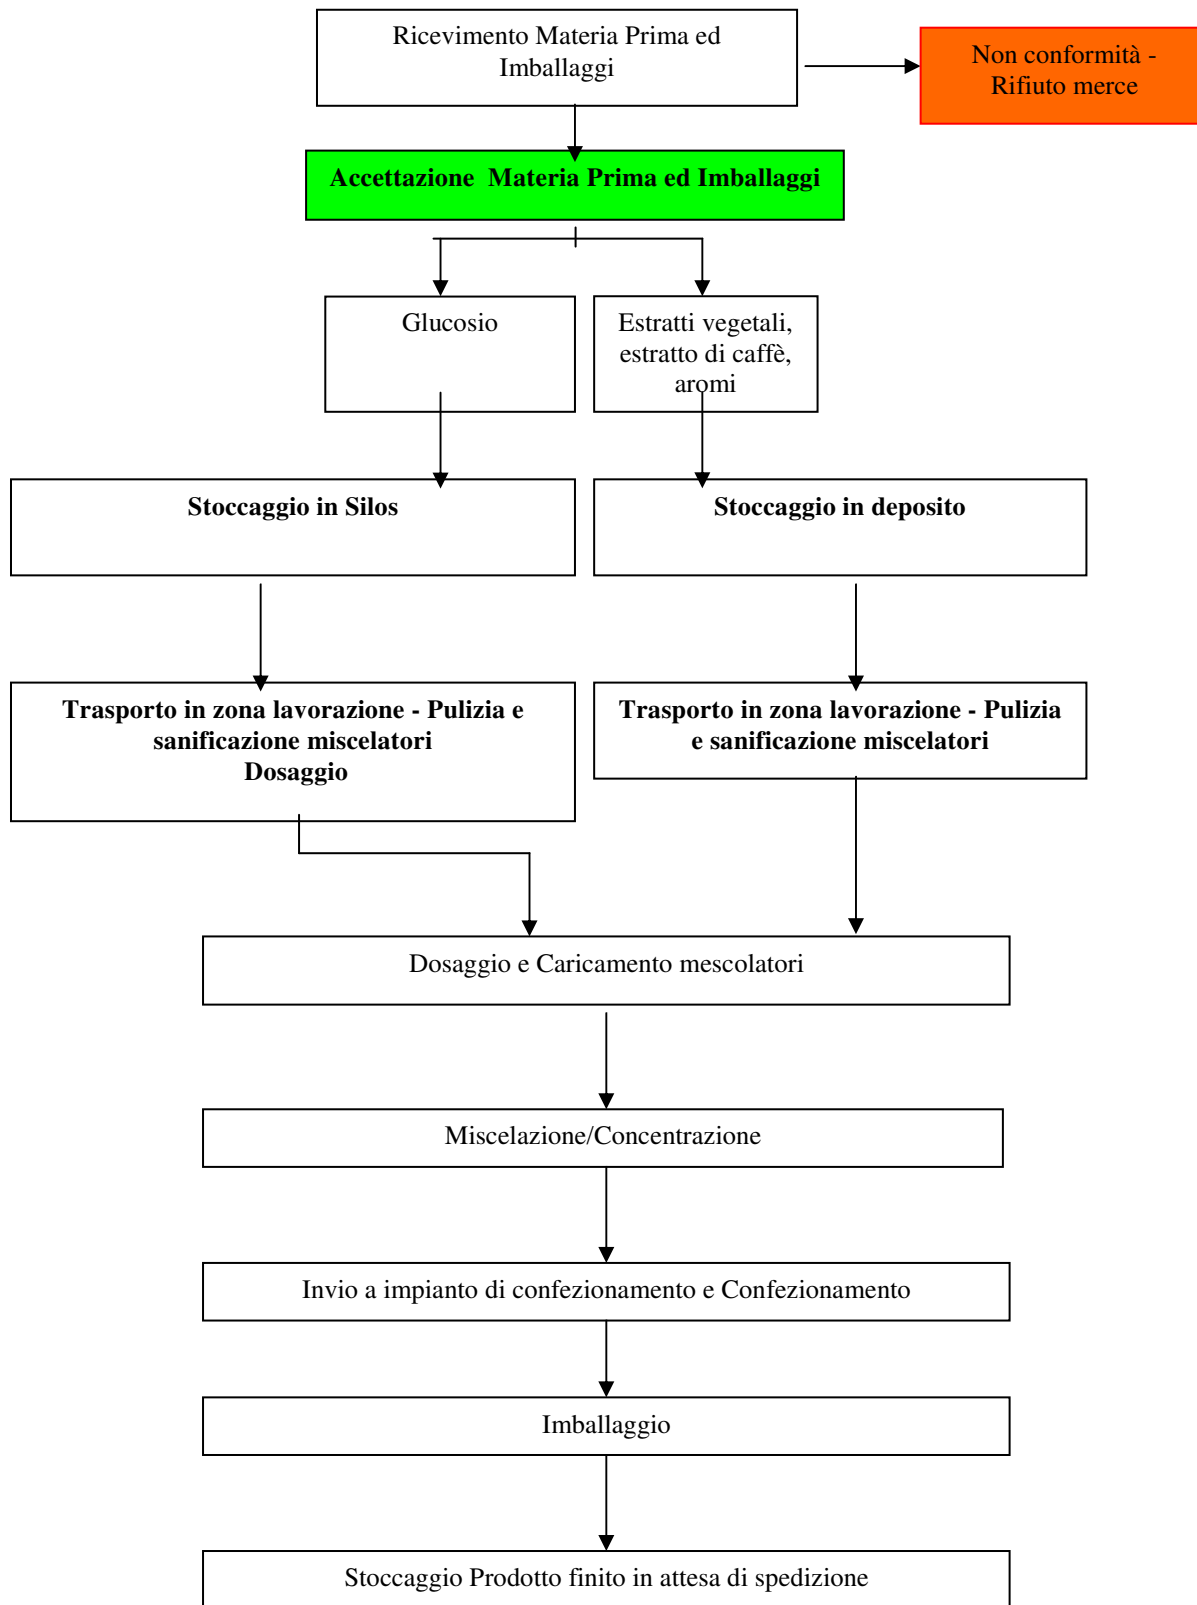 Ricevimento Materia Prima ed
Imballaggi
Non conformità -
Rifiuto merce
Accettazione Materia Prima ed Imballaggi
Glucosio
Estratti vegetali,
estratto di caffè,
aromi
Stoccaggio in Silos
Stoccaggio in deposito
Trasporto in zona lavorazione - Pulizia e
sanificazione miscelatori
Dosaggio
Trasporto in zona lavorazione - Pulizia
e sanificazione miscelatori
Dosaggio e Caricamento mescolatori
Miscelazione/Concentrazione
Invio a impianto di confezionamento e Confezionamento
Imballaggio
Stoccaggio Prodotto finito in attesa di spedizione